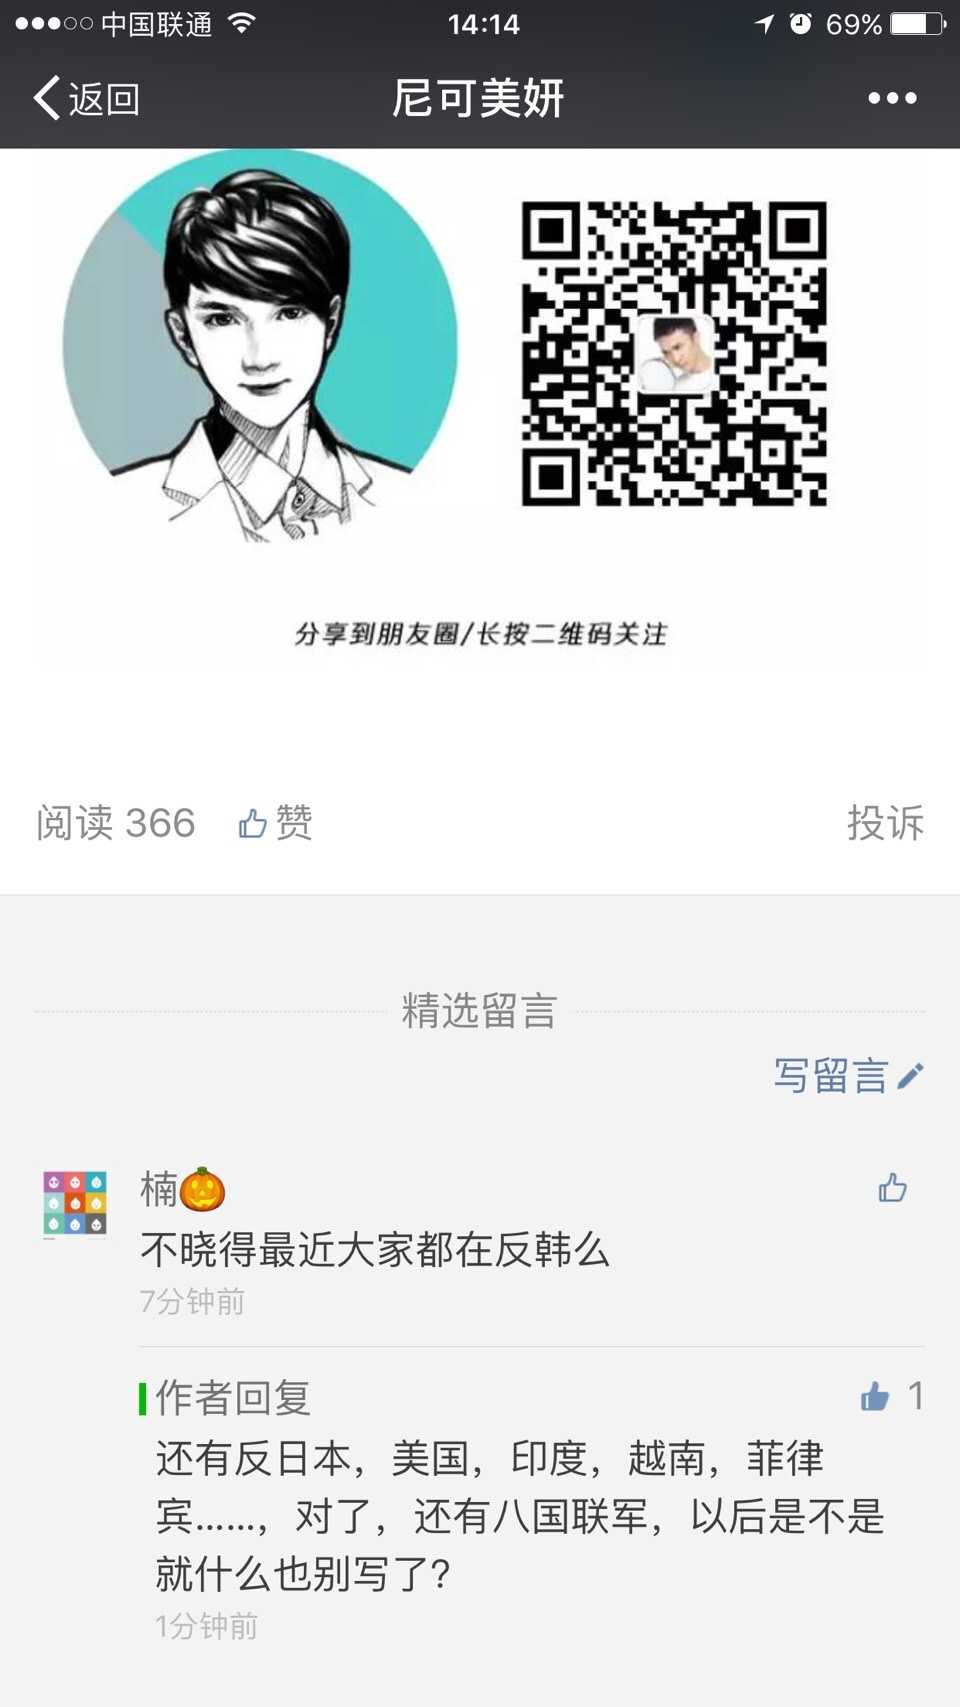 中国联通 14:14 69%
返回 尼可美妍
分享到朋友圈/长按二维码关注
阅读 366 赞 投诉
精选留言
写留言
楠🎃
不晓得最近大家都在反韩么
7分钟前
作者回复 1
还有反日本，美国，印度，越南，菲律
宾……，对了，还有八国联军，以后是不是
就什么也别写了？
1分钟前